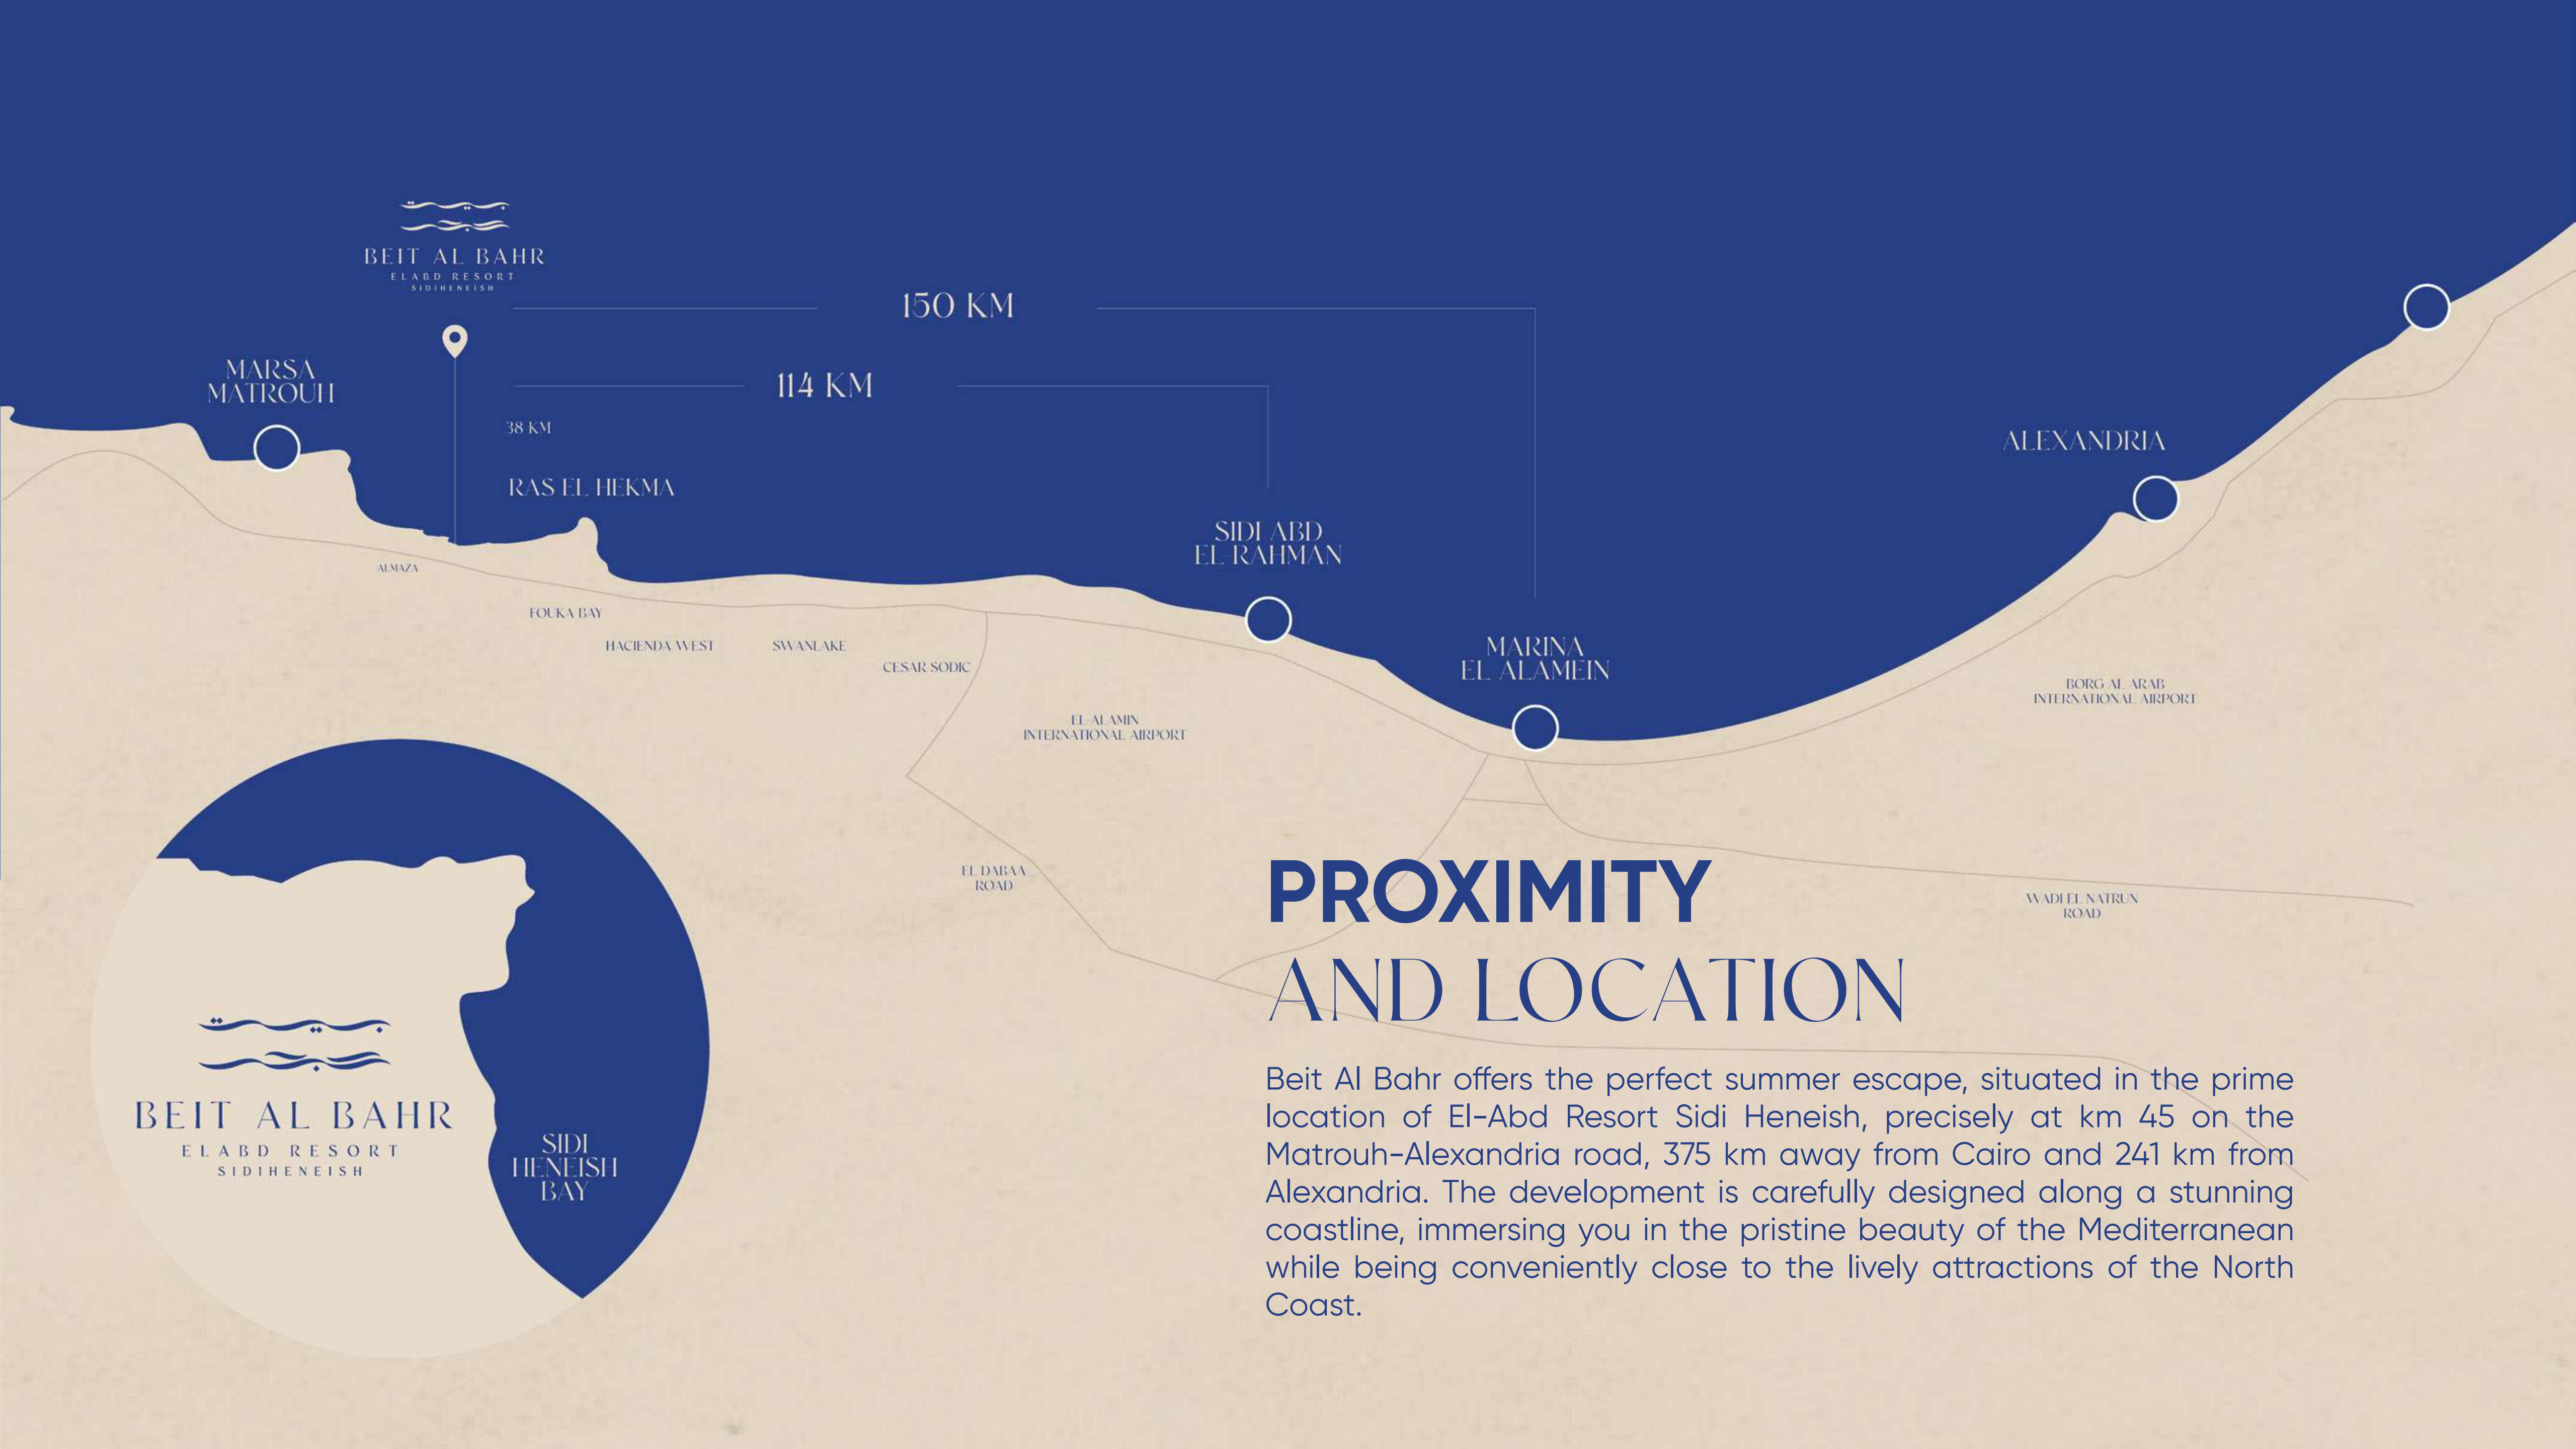 بيت
البحر
BEIT AL BAHR
ELABD RESORT
SIDIHENEISH
150 KM
MARSA
MATROUH
114 KM
38 KM
RAS EL HEKMA
ALEXANDRIA
SIDI ABD
EL-RAHMAN
ALMAZA
FOUKA BAY
HACIENDA WEST
SWANLAKE
CESAR SODIC
MARINA
EL ALAMEIN
BORG AL ARAB
INTERNATIONAL AIRPORT
EL-ALAMIN
INTERNATIONAL AIRPORT
EL DABAA
ROAD
WADI EL NATRUN
ROAD
بيت
البحر
BEIT AL BAHR
ELABD RESORT
SIDIHENEISH
SIDI
HENEISH
BAY
PROXIMITY
AND LOCATION
Beit Al Bahr offers the perfect summer escape, situated in the prime
location of El-Abd Resort Sidi Heneish, precisely at km 45 on the
Matrouh-Alexandria road, 375 km away from Cairo and 241 km from
Alexandria. The development is carefully designed along a stunning
coastline, immersing you in the pristine beauty of the Mediterranean
while being conveniently close to the lively attractions of the North
Coast.